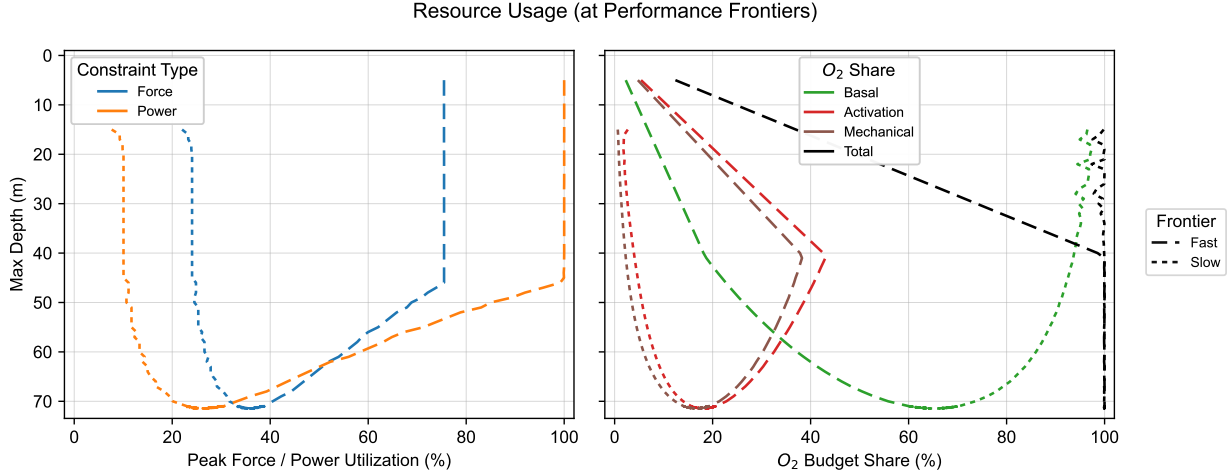 Resource Usage (at Performance Frontiers)
Constraint Type
Force
Power
Max Depth (m)
0
10
20
30
40
50
60
70
0 20 40 60 80 100
Peak Force / Power Utilization (%)
O₂ Share
Basal
Activation
Mechanical
Total
0 20 40 60 80 100
O₂ Budget Share (%)
Frontier
Fast
Slow